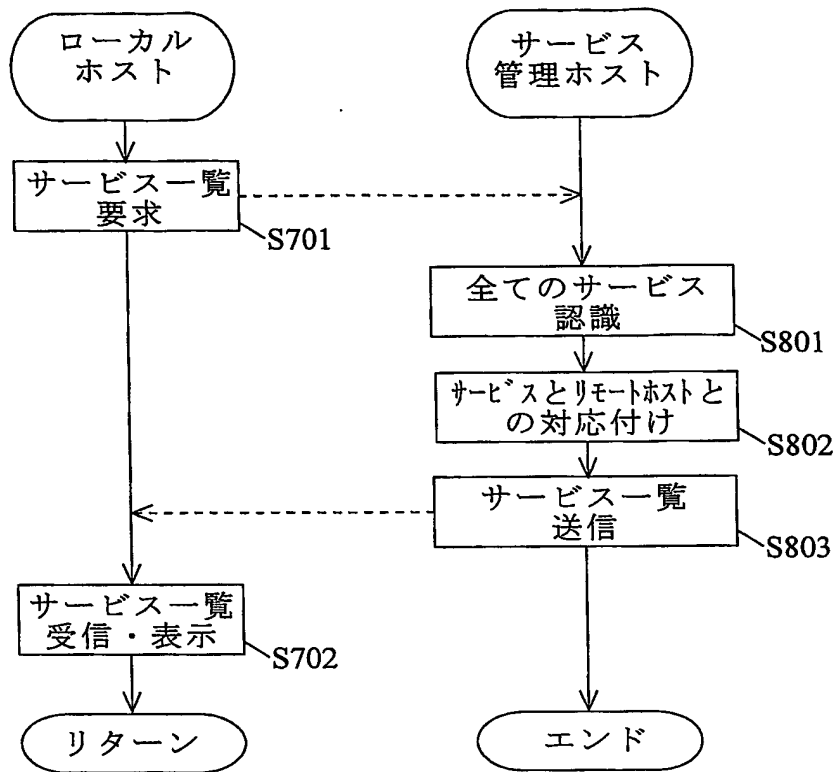 ローカル
ホスト
サービス
管理ホスト
サービス一覧
要求
S701
全てのサービス
認識
S801
サービスとリモートホストと
の対応付け
S802
サービス一覧
送信
S803
サービス一覧
受信・表示
S702
リターン
エンド